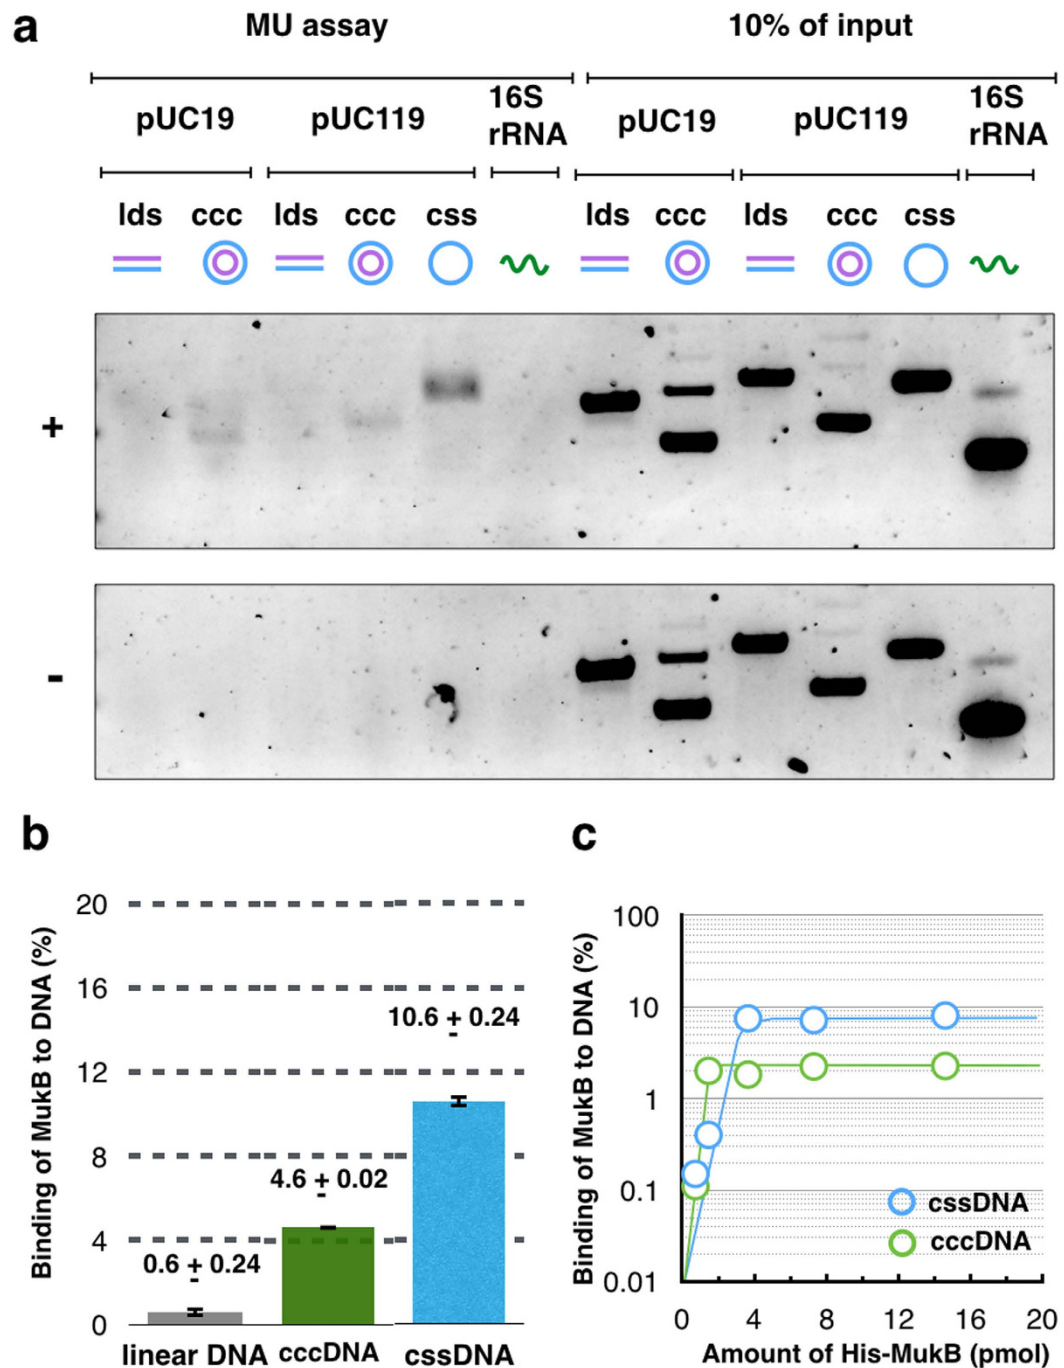 a
MU assay 10% of input
pUC19 pUC119 16S rRNA pUC19 pUC119 16S rRNA
lds ccc lds ccc css lds ccc lds ccc css
+
-
b
Binding of MukB to DNA (%)
20
16
12
8
4
0
10.6 ± 0.24
4.6 ± 0.02
0.6 ± 0.24
linear DNA cccDNA cssDNA
c
Binding of MukB to DNA (%)
100
10
1
0.1
0.01
cssDNA
cccDNA
0 4 8 12 16 20
Amount of His-MukB (pmol)